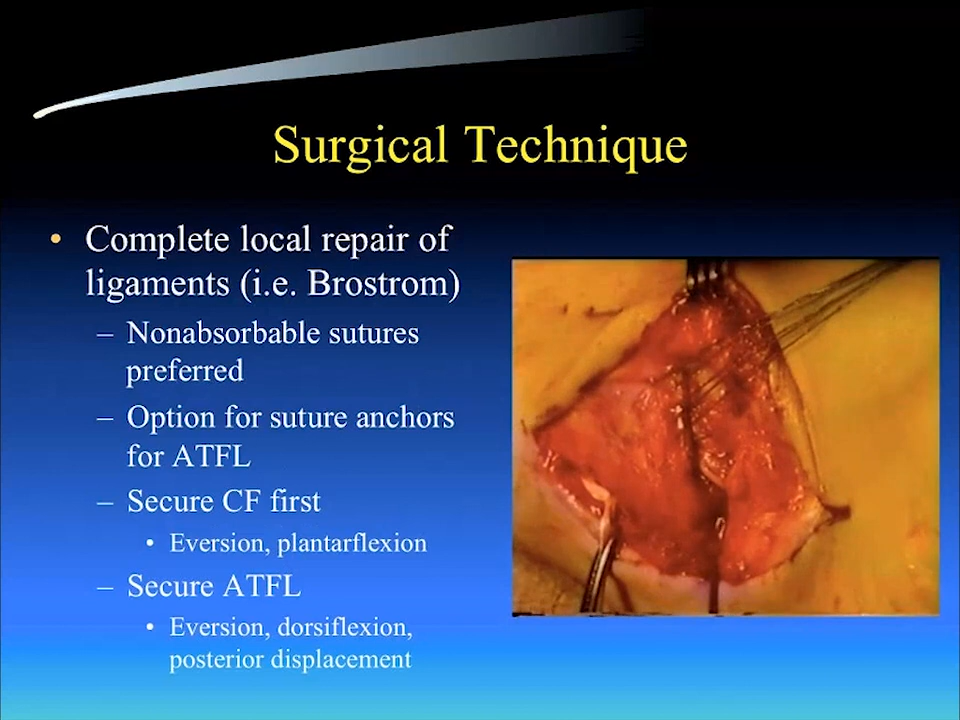 Surgical Technique
• Complete local repair of
ligaments (i.e. Brostrom)
– Nonabsorbable sutures
preferred
– Option for suture anchors
for ATFL
– Secure CF first
• Eversion, plantarflexion
– Secure ATFL
• Eversion, dorsiflexion,
posterior displacement